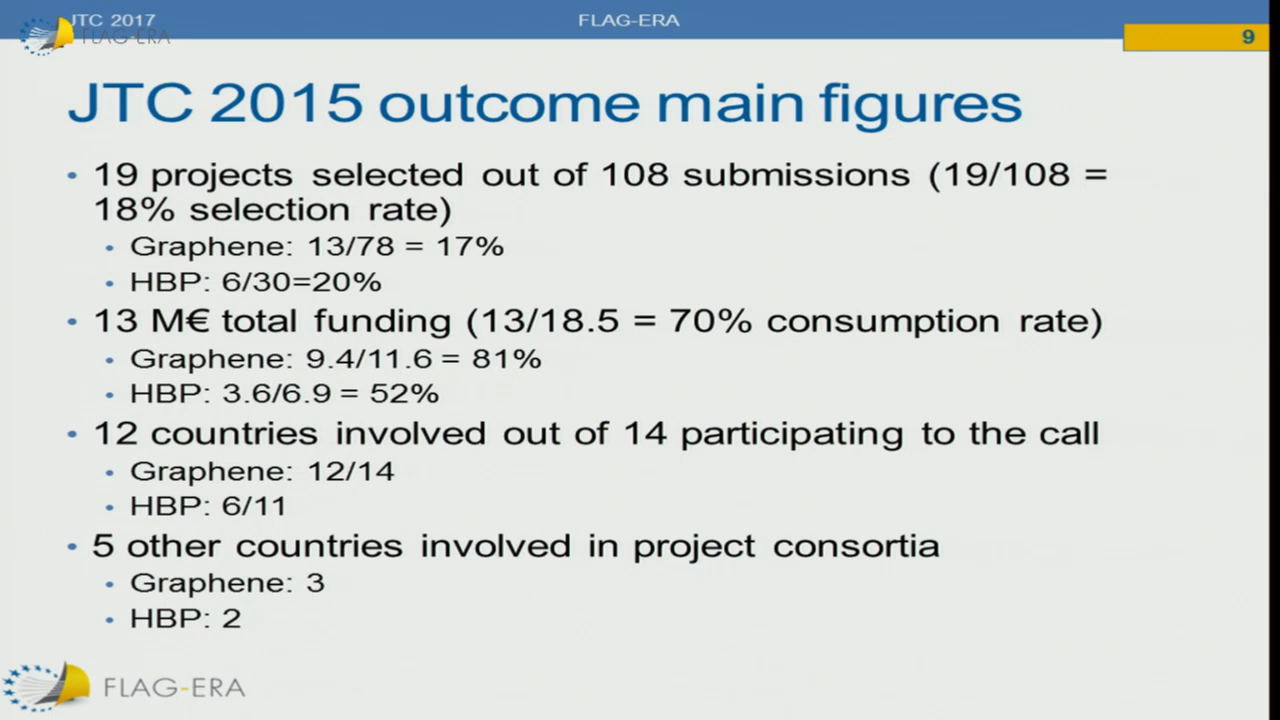 JTC 2017
FLAG-ERA
FLAG-ERA
9
JTC 2015 outcome main figures
• 19 projects selected out of 108 submissions (19/108 =
18% selection rate)
• Graphene: 13/78 = 17%
• HBP: 6/30=20%
• 13 M€ total funding (13/18.5 = 70% consumption rate)
• Graphene: 9.4/11.6 = 81%
• HBP: 3.6/6.9 = 52%
• 12 countries involved out of 14 participating to the call
• Graphene: 12/14
• HBP: 6/11
• 5 other countries involved in project consortia
• Graphene: 3
• HBP: 2
FLAG-ERA